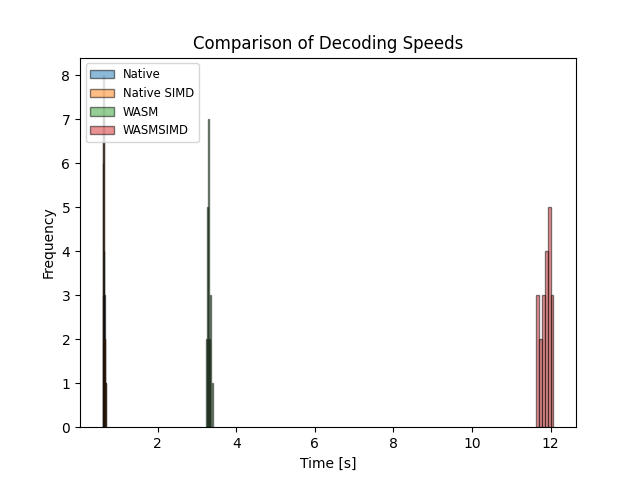 Comparison of Decoding Speeds
Native
Native SIMD
WASM
WASMSIMD
Frequency
8
7
6
5
4
3
2
1
0
2
4
6
8
10
12
Time [s]